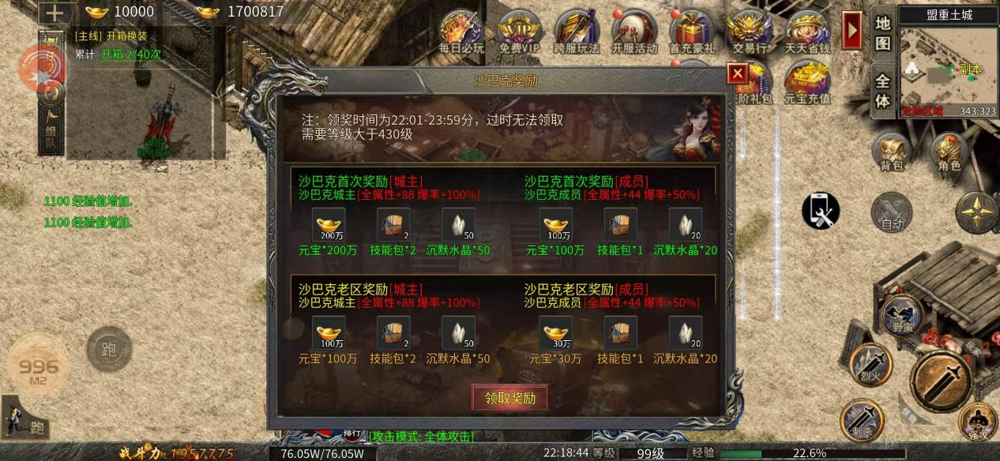 10000
1700817
[主线] 开箱换装
累计 开箱 2/40次
组队
1100 经验值增加.
1100 经验值增加.
每日必玩
免费VIP
跨服玩法
开服活动
首充豪礼
交易行
天天省钱
阶礼包
元宝充值
地图
全体
盟重土城
副本
危险区域
343:323
背包
角色
自动
沙巴克奖励
注：领奖时间为22:01-23:59分，过时无法领取
需要等级大于430级
沙巴克首次奖励[城主]
沙巴克城主[全属性+88 爆率+100%]
200万
2
50
元宝*200万 技能包*2 沉默水晶*50
沙巴克首次奖励[成员]
沙巴克成员[全属性+44 爆率+50%]
100万
20
元宝*100万 技能包*1 沉默水晶*20
沙巴克老区奖励[城主]
沙巴克城主[全属性+88 爆率+100%]
100万
2
50
元宝*100万 技能包*2 沉默水晶*50
沙巴克老区奖励[成员]
沙巴克成员[全属性+44 爆率+50%]
30万
20
元宝*30万 技能包*1 沉默水晶*20
领取奖励
跑
996
M2
跑
野蛮
烈火
刺杀
强攻
排行
[攻击模式: 全体攻击]
战斗力:1957775
76.05W/76.05W
22:18:44
等级
99级
经验
22.6%